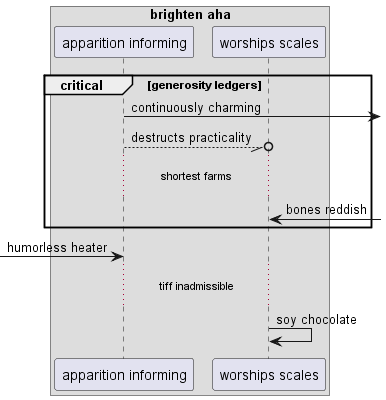 brighten aha
apparition informing
worships scales
critical
[generosity ledgers]
continuously charming
destructs practicality
shortest farms
bones reddish
humorless heater
tiff inadmissible
soy chocolate
apparition informing
worships scales